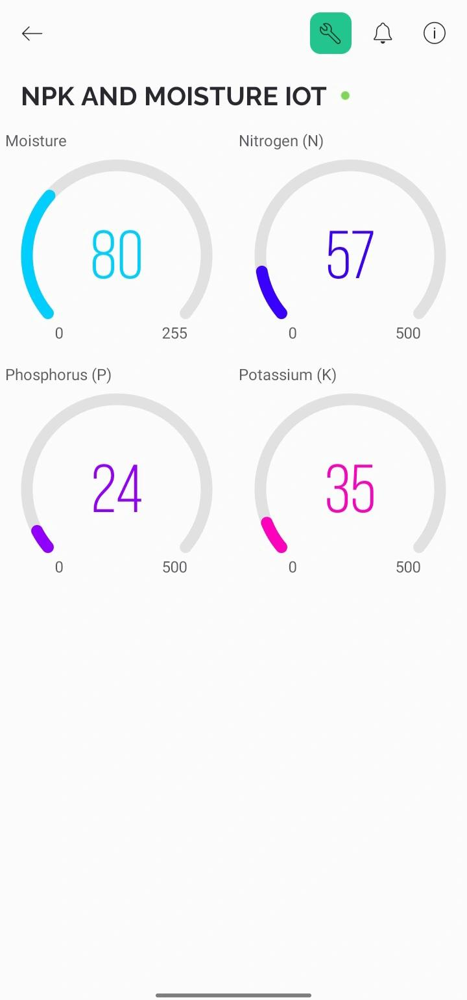 NPK AND MOISTURE IOT
Moisture
80
0 255
Nitrogen (N)
57
0 500
Phosphorus (P)
24
0 500
Potassium (K)
35
0 500